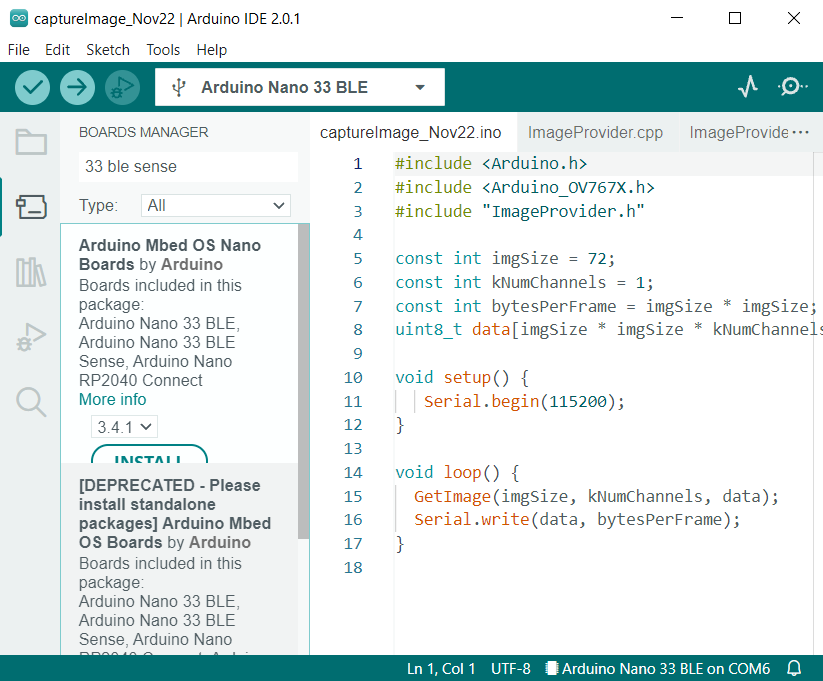 captureImage_Nov22 | Arduino IDE 2.0.1
File Edit Sketch Tools Help
Arduino Nano 33 BLE
BOARDS MANAGER
33 ble sense
Type: All
Arduino Mbed OS Nano
Boards by Arduino
Boards included in this
package:
Arduino Nano 33 BLE,
Arduino Nano 33 BLE
Sense, Arduino Nano
RP2040 Connect
More info
3.4.1
INSTALL
[DEPRECATED - Please
install standalone
packages] Arduino Mbed
OS Boards by Arduino
Boards included in this
package:
Arduino Nano 33 BLE,
Arduino Nano 33 BLE
Sense, Arduino Nano
RP2040 Connect, Arduino
captureImage_Nov22.ino ImageProvider.cpp ImageProvide ···
1 #include <Arduino.h>
2 #include <Arduino_OV767X.h>
3 #include "ImageProvider.h"
4
5 const int imgSize = 72;
6 const int kNumChannels = 1;
7 const int bytesPerFrame = imgSize * imgSize;
8 uint8_t data[imgSize * imgSize * kNumChannels
9
10 void setup() {
11 Serial.begin(115200);
12 }
13
14 void loop() {
15 GetImage(imgSize, kNumChannels, data);
16 Serial.write(data, bytesPerFrame);
17 }
18
Ln 1, Col 1 UTF-8 Arduino Nano 33 BLE on COM6